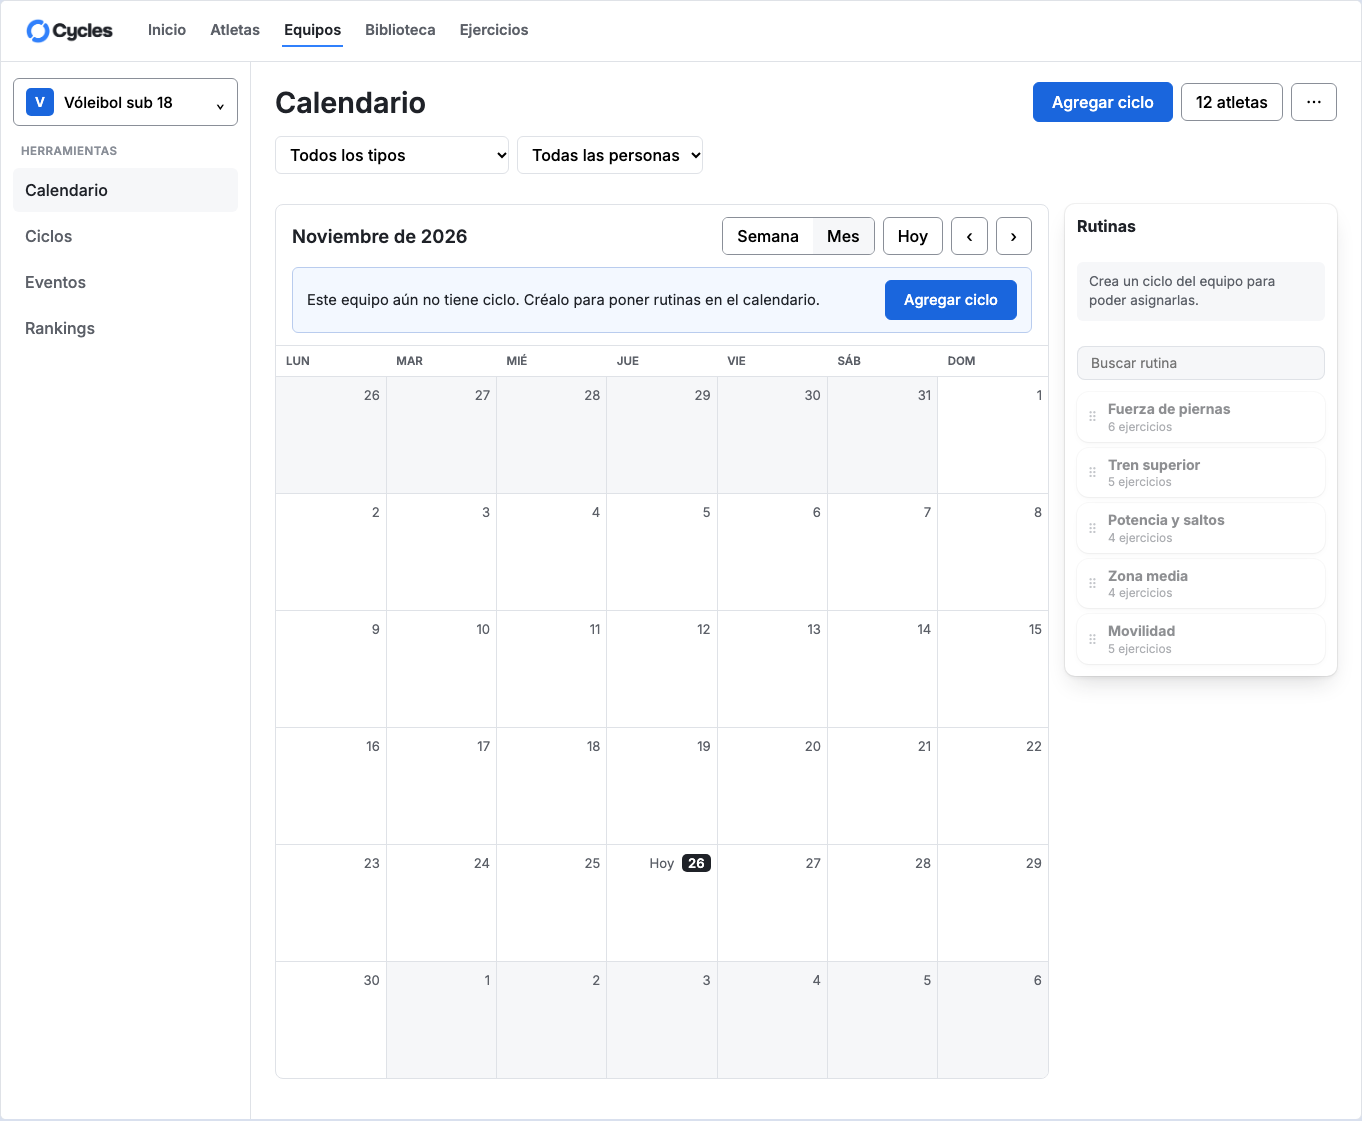 Cycles
Inicio
Atletas
Equipos
Biblioteca
Ejercicios
V
Vóleibol sub 18
HERRAMIENTAS
Calendario
Ciclos
Eventos
Rankings
Calendario
Agregar ciclo
12 atletas
...
Todos los tipos
Todas las personas
Noviembre de 2026
Semana
Mes
Hoy
‹
›
Este equipo aún no tiene ciclo. Créalo para poner rutinas en el calendario.
Agregar ciclo
LUN MAR MIÉ JUE VIE SÁB DOM
26 27 28 29 30 31 1
2 3 4 5 6 7 8
9 10 11 12 13 14 15
16 17 18 19 20 21 22
23 24 25 Hoy 26 27 28 29
30 1 2 3 4 5 6
Rutinas
Crea un ciclo del equipo para
poder asignarlas.
Buscar rutina
Fuerza de piernas
6 ejercicios
Tren superior
5 ejercicios
Potencia y saltos
4 ejercicios
Zona media
4 ejercicios
Movilidad
5 ejercicios